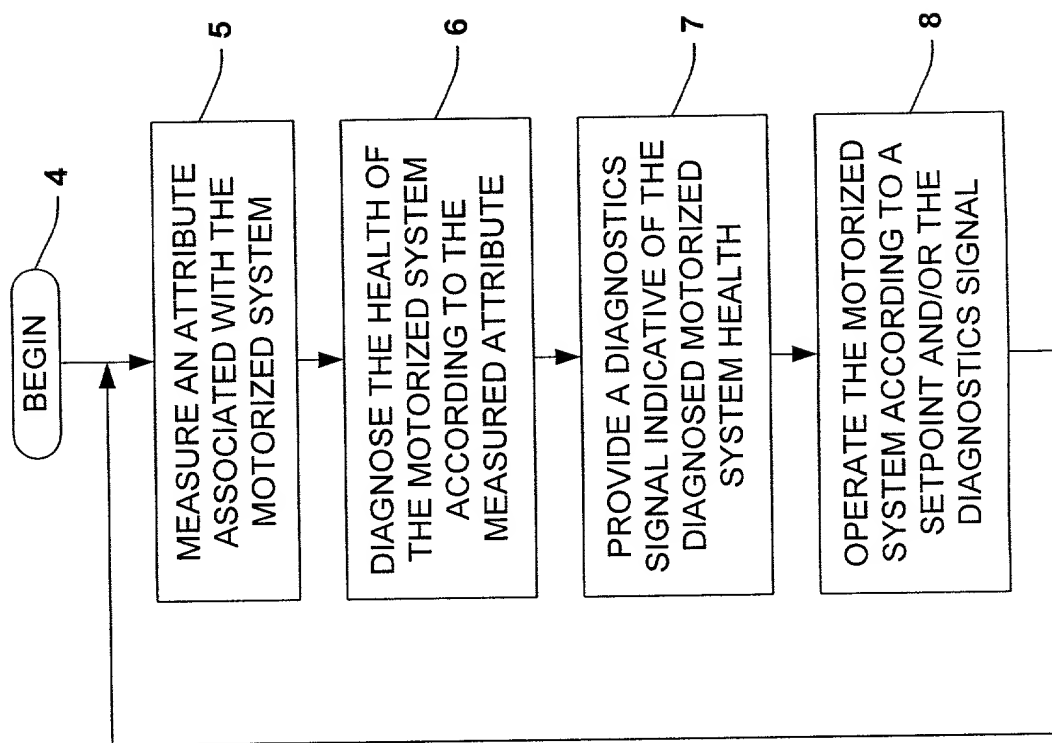 BEGIN
4
MEASURE AN ATTRIBUTE
ASSOCIATED WITH THE
MOTORIZED SYSTEM
5
DIAGNOSE THE HEALTH OF
THE MOTORIZED SYSTEM
ACCORDING TO THE
MEASURED ATTRIBUTE
6
PROVIDE A DIAGNOSTICS
SIGNAL INDICATIVE OF THE
DIAGNOSED MOTORIZED
SYSTEM HEALTH
7
OPERATE THE MOTORIZED
SYSTEM ACCORDING TO A
SETPOINT AND/OR THE
DIAGNOSTICS SIGNAL
8